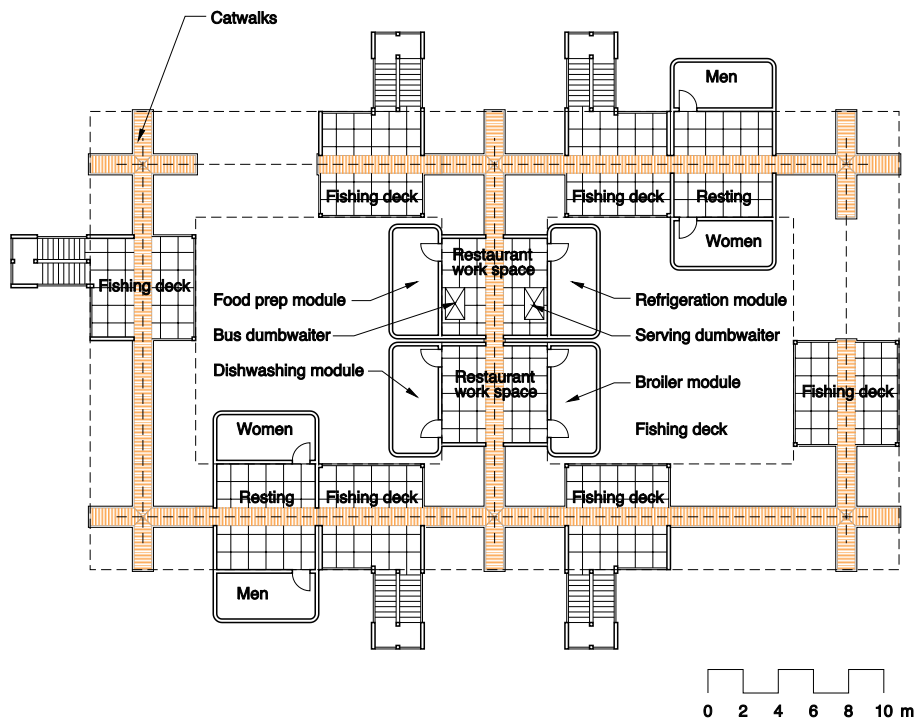 Catwalks
Men
Fishing deck
Fishing deck
Resting
Women
Restaurant
work space
Fishing deck
Food prep module
Refrigeration module
Bus dumbwaiter
Serving dumbwaiter
Dishwashing module
Restaurant
work space
Broiler module
Fishing deck
Women
Fishing deck
Resting
Fishing deck
Fishing deck
Men
0 2 4 6 8 10 m